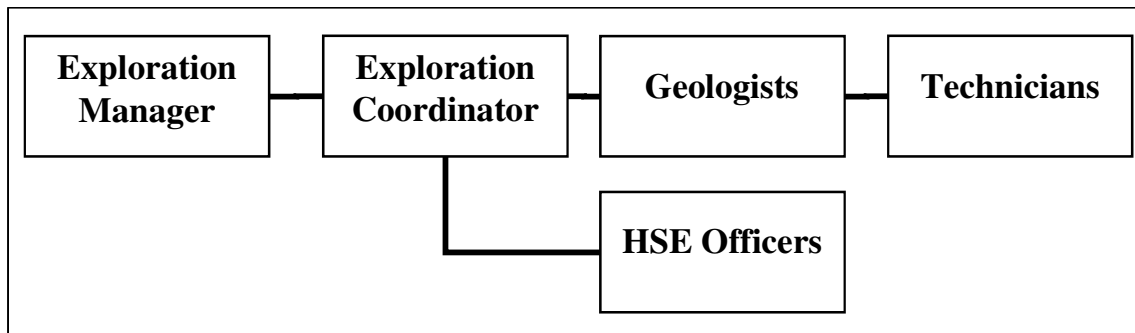 Exploration
Manager
Exploration
Coordinator
Geologists
Technicians
HSE Officers